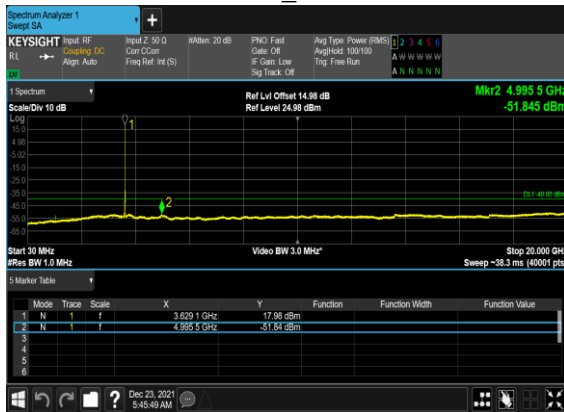 Spectrum Analyzer 1
Swept SA
KEYSIGHT Input: RF Input Z: 50 Ω #Atten: 20 dB PNO: Fast Avg Type: Power (RMS) 1 2 3 4 5 6
RL Coupling: DC Corr CCorr Gate: Off Avg|Hold: 100/100 A W W W W W
Align: Auto Freq Ref: Int (S) IF Gain: Low Trig: Free Run
Sig Track: Off A N N N N N
1 Spectrum Ref Lvl Offset 14.98 dB Mkr2 4.995 5 GHz
Scale/Div 10 dB Ref Level 24.98 dBm -51.845 dBm
Log
15.0
4.98
-5.02
-15.0
-25.0
-35.0
-45.0
-55.0
-65.0
1
2
DL1 -40.00 dBm
Start 30 MHz Video BW 3.0 MHz* Stop 20.000 GHz
#Res BW 1.0 MHz Sweep ~38.3 ms (40001 pts)
5 Marker Table
Mode Trace Scale X Y Function Function Width Function Value
1 N 1 f 3.629 1 GHz 17.98 dBm
2 N 1 f 4.995 5 GHz -51.84 dBm
3
4
5
6
? Dec 23, 2021
5:45:49 AM